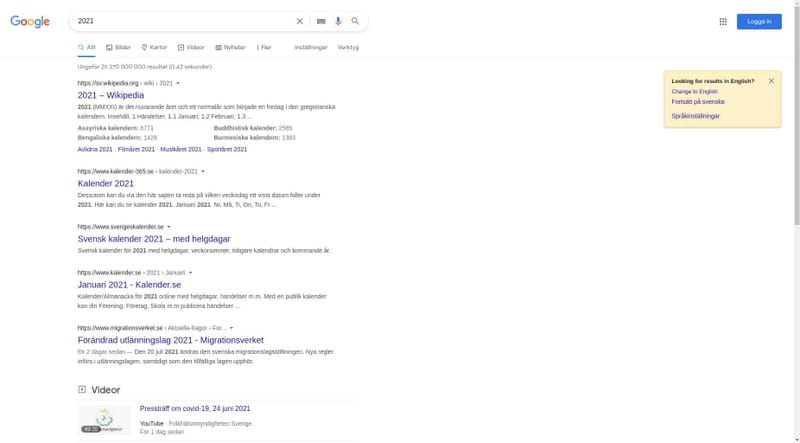 Google
2021
Logga in
Allt
Bilder
Kartor
Videor
Nyheter
Fler
Inställningar
Verktyg
Ungefär 25 270 000 000 resultat (0,42 sekunder)
Looking for results in English?
Change to English
Fortsätt på svenska
Språkinställningar
https://sv.wikipedia.org › wiki › 2021
2021 – Wikipedia
2021 (MMXXI) är det nuvarande året och ett normalår som började en fredag i den gregorianska
kalendern. Innehåll. 1 Händelser. 1.1 Januari; 1.2 Februari; 1.3 ...
Assyriska kalendern: 6771
Buddhistisk kalender: 2565
Bengaliska kalendern: 1428
Burmesiska kalendern: 1383
Avlidna 2021 · Filmåret 2021 · Musikåret 2021 · Sportåret 2021
https://www.kalender-365.se › kalender-2021
Kalender 2021
Dessutom kan du via den här sajten ta reda på vilken veckodag ett visst datum faller under
2021. Här kan du se kalender 2021. Januari 2021. Nr, Må, Ti, On, To, Fr ...
https://www.sverigeskalender.se
Svensk kalender 2021 – med helgdagar
Svensk kalender för 2021 med helgdagar, veckonummer, tidigare kalendrar och kommande år.
https://www.kalender.se › 2021 › Januari
Januari 2021 - Kalender.se
Kalender/Almanacka för 2021 online med helgdagar, händelser m.m. Med en publik kalender
kan din Förening, Företag, Skola m.m publicera händelser ...
https://www.migrationsverket.se › Aktuella-fragor › For...
Förändrad utlänningslag 2021 - Migrationsverket
för 2 dagar sedan — Den 20 juli 2021 ändras den svenska migrationslagsstiftningen. Nya regler
införs i utlänningslagen, samtidigt som den tillfälliga lagen upphör.
Videor
Pressträff om covid-19, 24 juni 2021
YouTube · Folkhälsomyndigheten Sverige
För 1 dag sedan